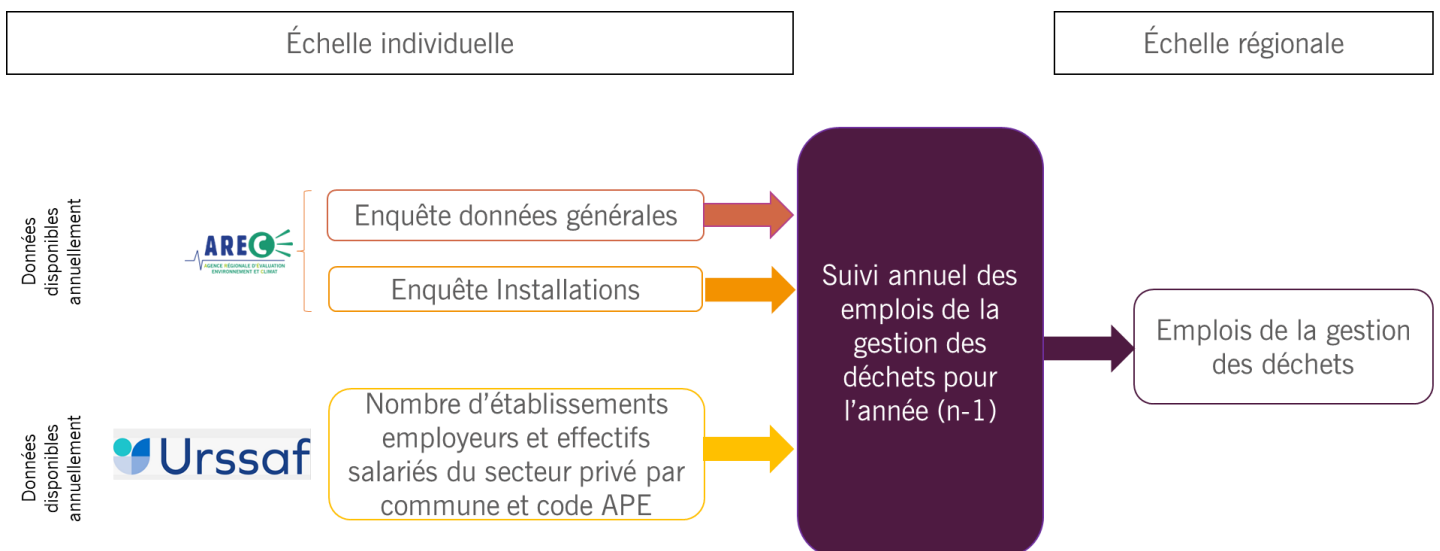 Échelle individuelle
Échelle régionale
Données
disponibles
annuellement
AREC
AGENCE RÉGIONALE D'ÉVALUATION
ENVIRONNEMENT ET CLIMAT
Enquête données générales
Enquête Installations
Données
disponibles
annuellement
Urssaf
Nombre d'établissements
employeurs et effectifs
salariés du secteur privé par
commune et code APE
Suivi annuel des
emplois de la
gestion des
déchets pour
l'année (n-1)
Emplois de la gestion
des déchets